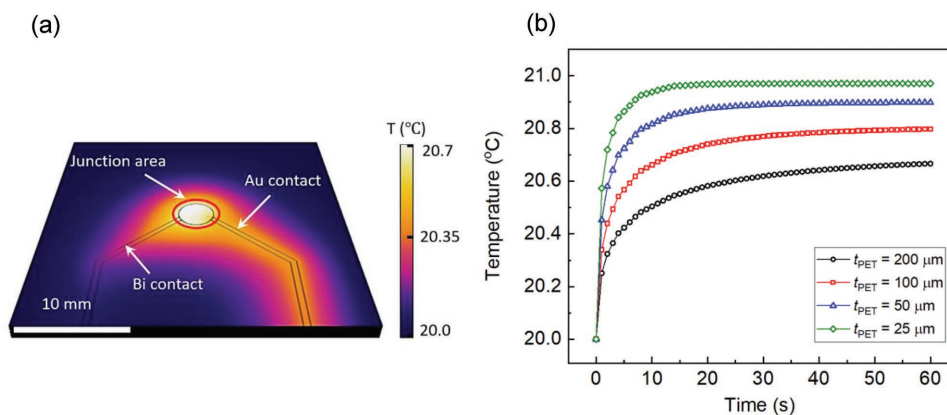 (a)
(b)
T (°C)
20.7
20.35
20.0
Junction area
Au contact
Bi contact
10 mm
Temperature (°C)
21.0
20.8
20.6
20.4
20.2
20.0
t_PET = 200 μm
t_PET = 100 μm
t_PET = 50 μm
t_PET = 25 μm
0 10 20 30 40 50 60
Time (s)